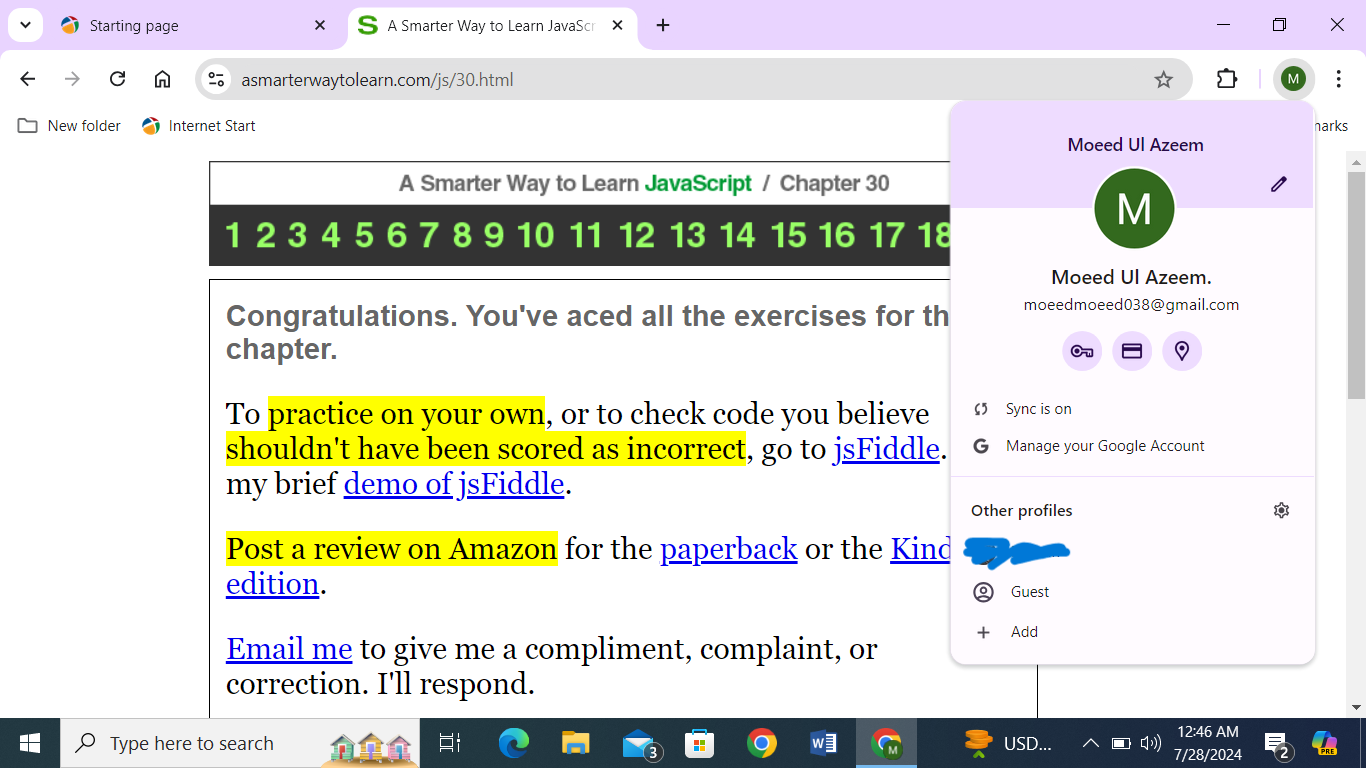 Starting page
A Smarter Way to Learn JavaScr
asmarterwaytolearn.com/js/30.html
M
New folder
Internet Start
marks
A Smarter Way to Learn JavaScript / Chapter 30
1 2 3 4 5 6 7 8 9 10 11 12 13 14 15 16 17 18
Congratulations. You've aced all the exercises for th
chapter.
To practice on your own, or to check code you believe
shouldn't have been scored as incorrect, go to jsFiddle.
my brief demo of jsFiddle.
Post a review on Amazon for the paperback or the Kind
edition.
Email me to give me a compliment, complaint, or
correction. I'll respond.
Moeed Ul Azeem
M
Moeed Ul Azeem.
moeedmoeed038@gmail.com
Sync is on
Manage your Google Account
Other profiles
Guest
Add
Type here to search
3
M
USD...
12:46 AM
7/28/2024
2
PRE